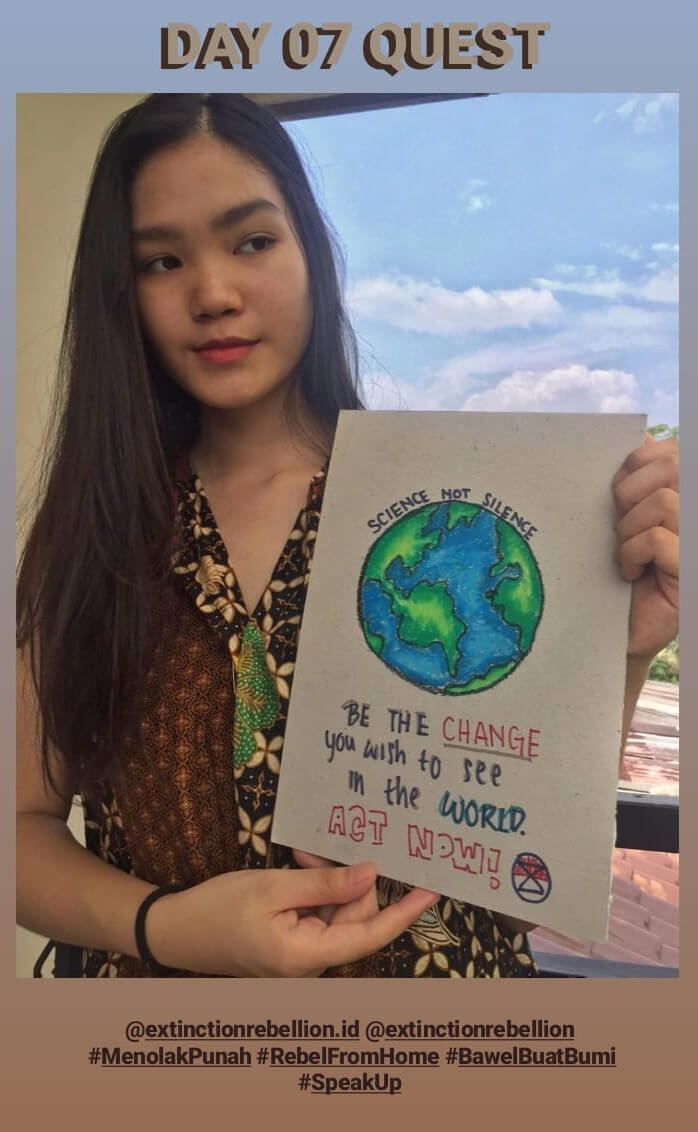 DAY 07 QUEST
SCIENCE NOT SILENCE
BE THE CHANGE
you wish to see
in the WORLD.
ACT NOW!
@extinctionrebellion.id @extinctionrebellion
#MenolakPunah #RebelFromHome #BawelBuatBumi
#SpeakUp